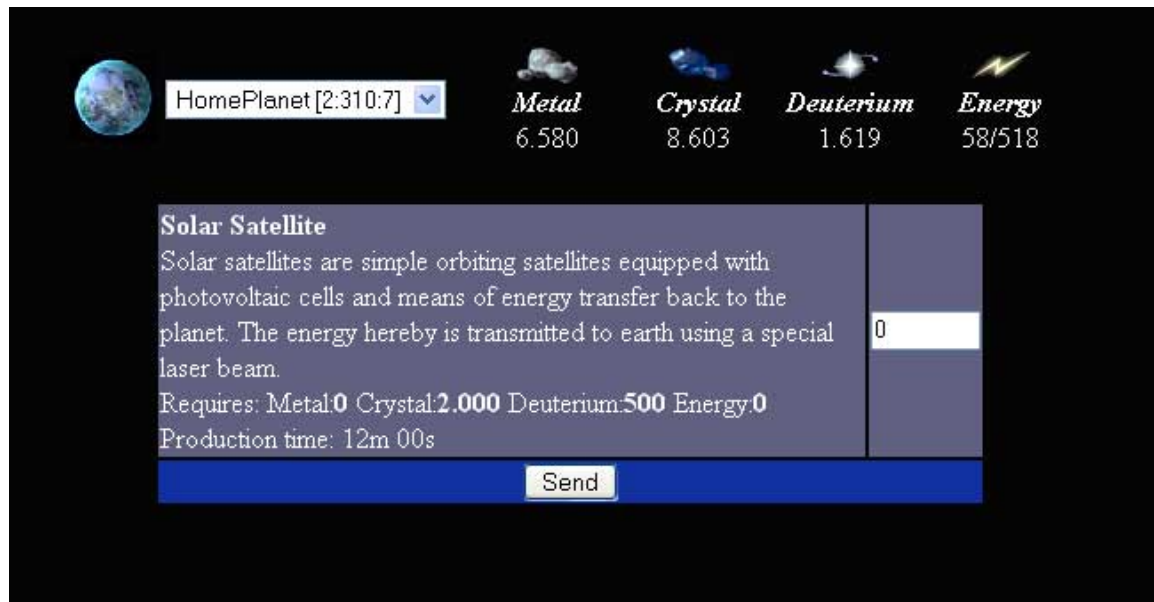 HomePlanet [2:310:7]
Metal Crystal Deuterium Energy
6.580 8.603 1.619 58/518
Solar Satellite
Solar satellites are simple orbiting satellites equipped with
photovoltaic cells and means of energy transfer back to the
planet. The energy hereby is transmitted to earth using a special
laser beam.
Requires: Metal:0 Crystal:2.000 Deuterium:500 Energy:0
Production time: 12m 00s
0
Send